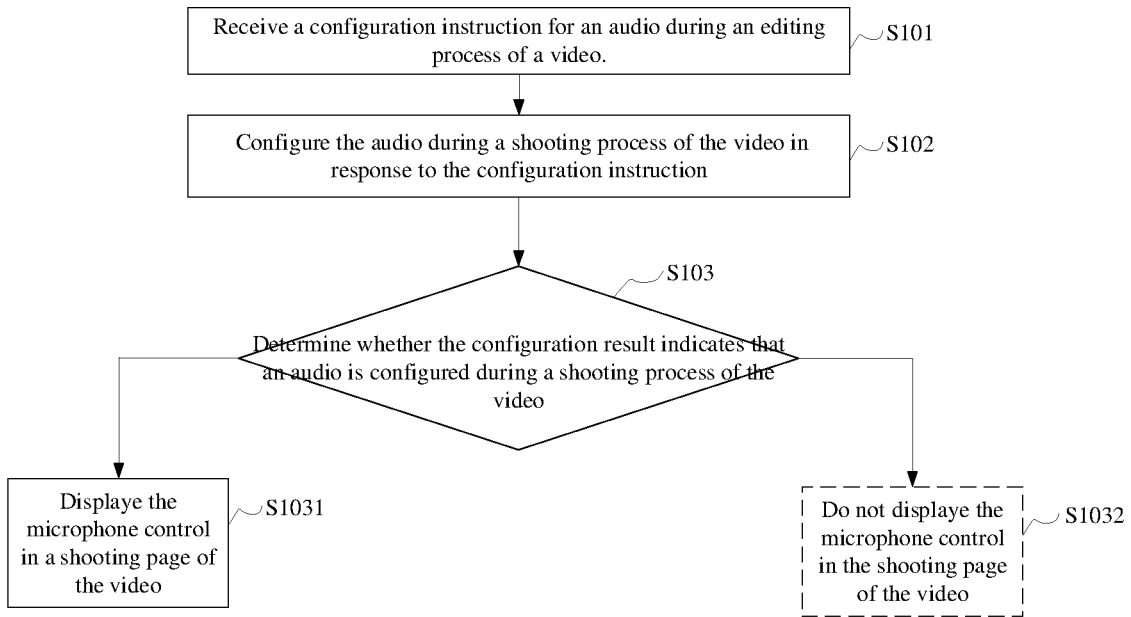 Receive a configuration instruction for an audio during an editing
process of a video.
S101
Configure the audio during a shooting process of the video in
response to the configuration instruction
S102
S103
Determine whether the configuration result indicates that
an audio is configured during a shooting process of the
video
Displaye the
microphone control
in a shooting page of
the video
S1031
Do not displaye the
microphone control
in the shooting page
of the video
S1032